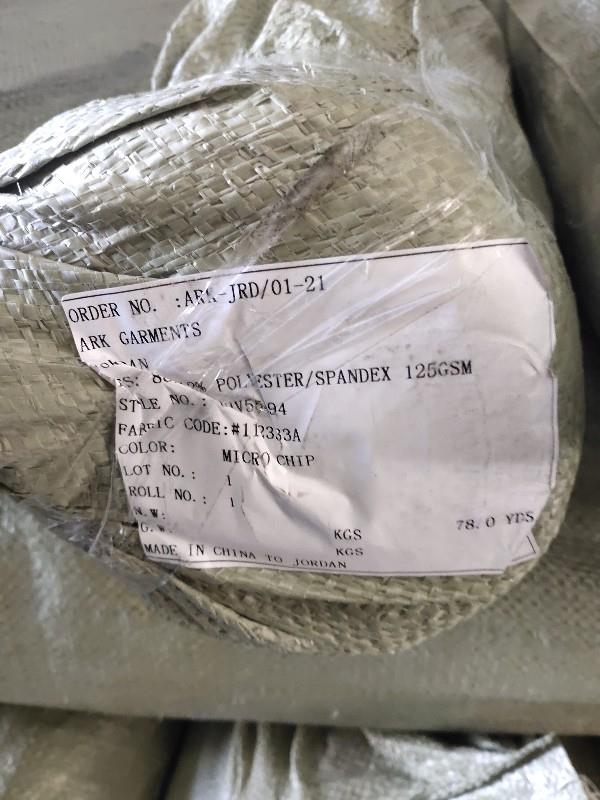 ORDER NO. :ARK-JRD/01-21
ARK GARMENTS
POLYESTER/SPANDEX 125GSM
STYLE NO.:
FABRIC CODE:#112333A
COLOR: MICRO CHIP
LOT NO.: 1
ROLL NO.: 1
N.W: KGS 78.0 YDS
G.W. KGS
MADE IN CHINA TO JORDAN